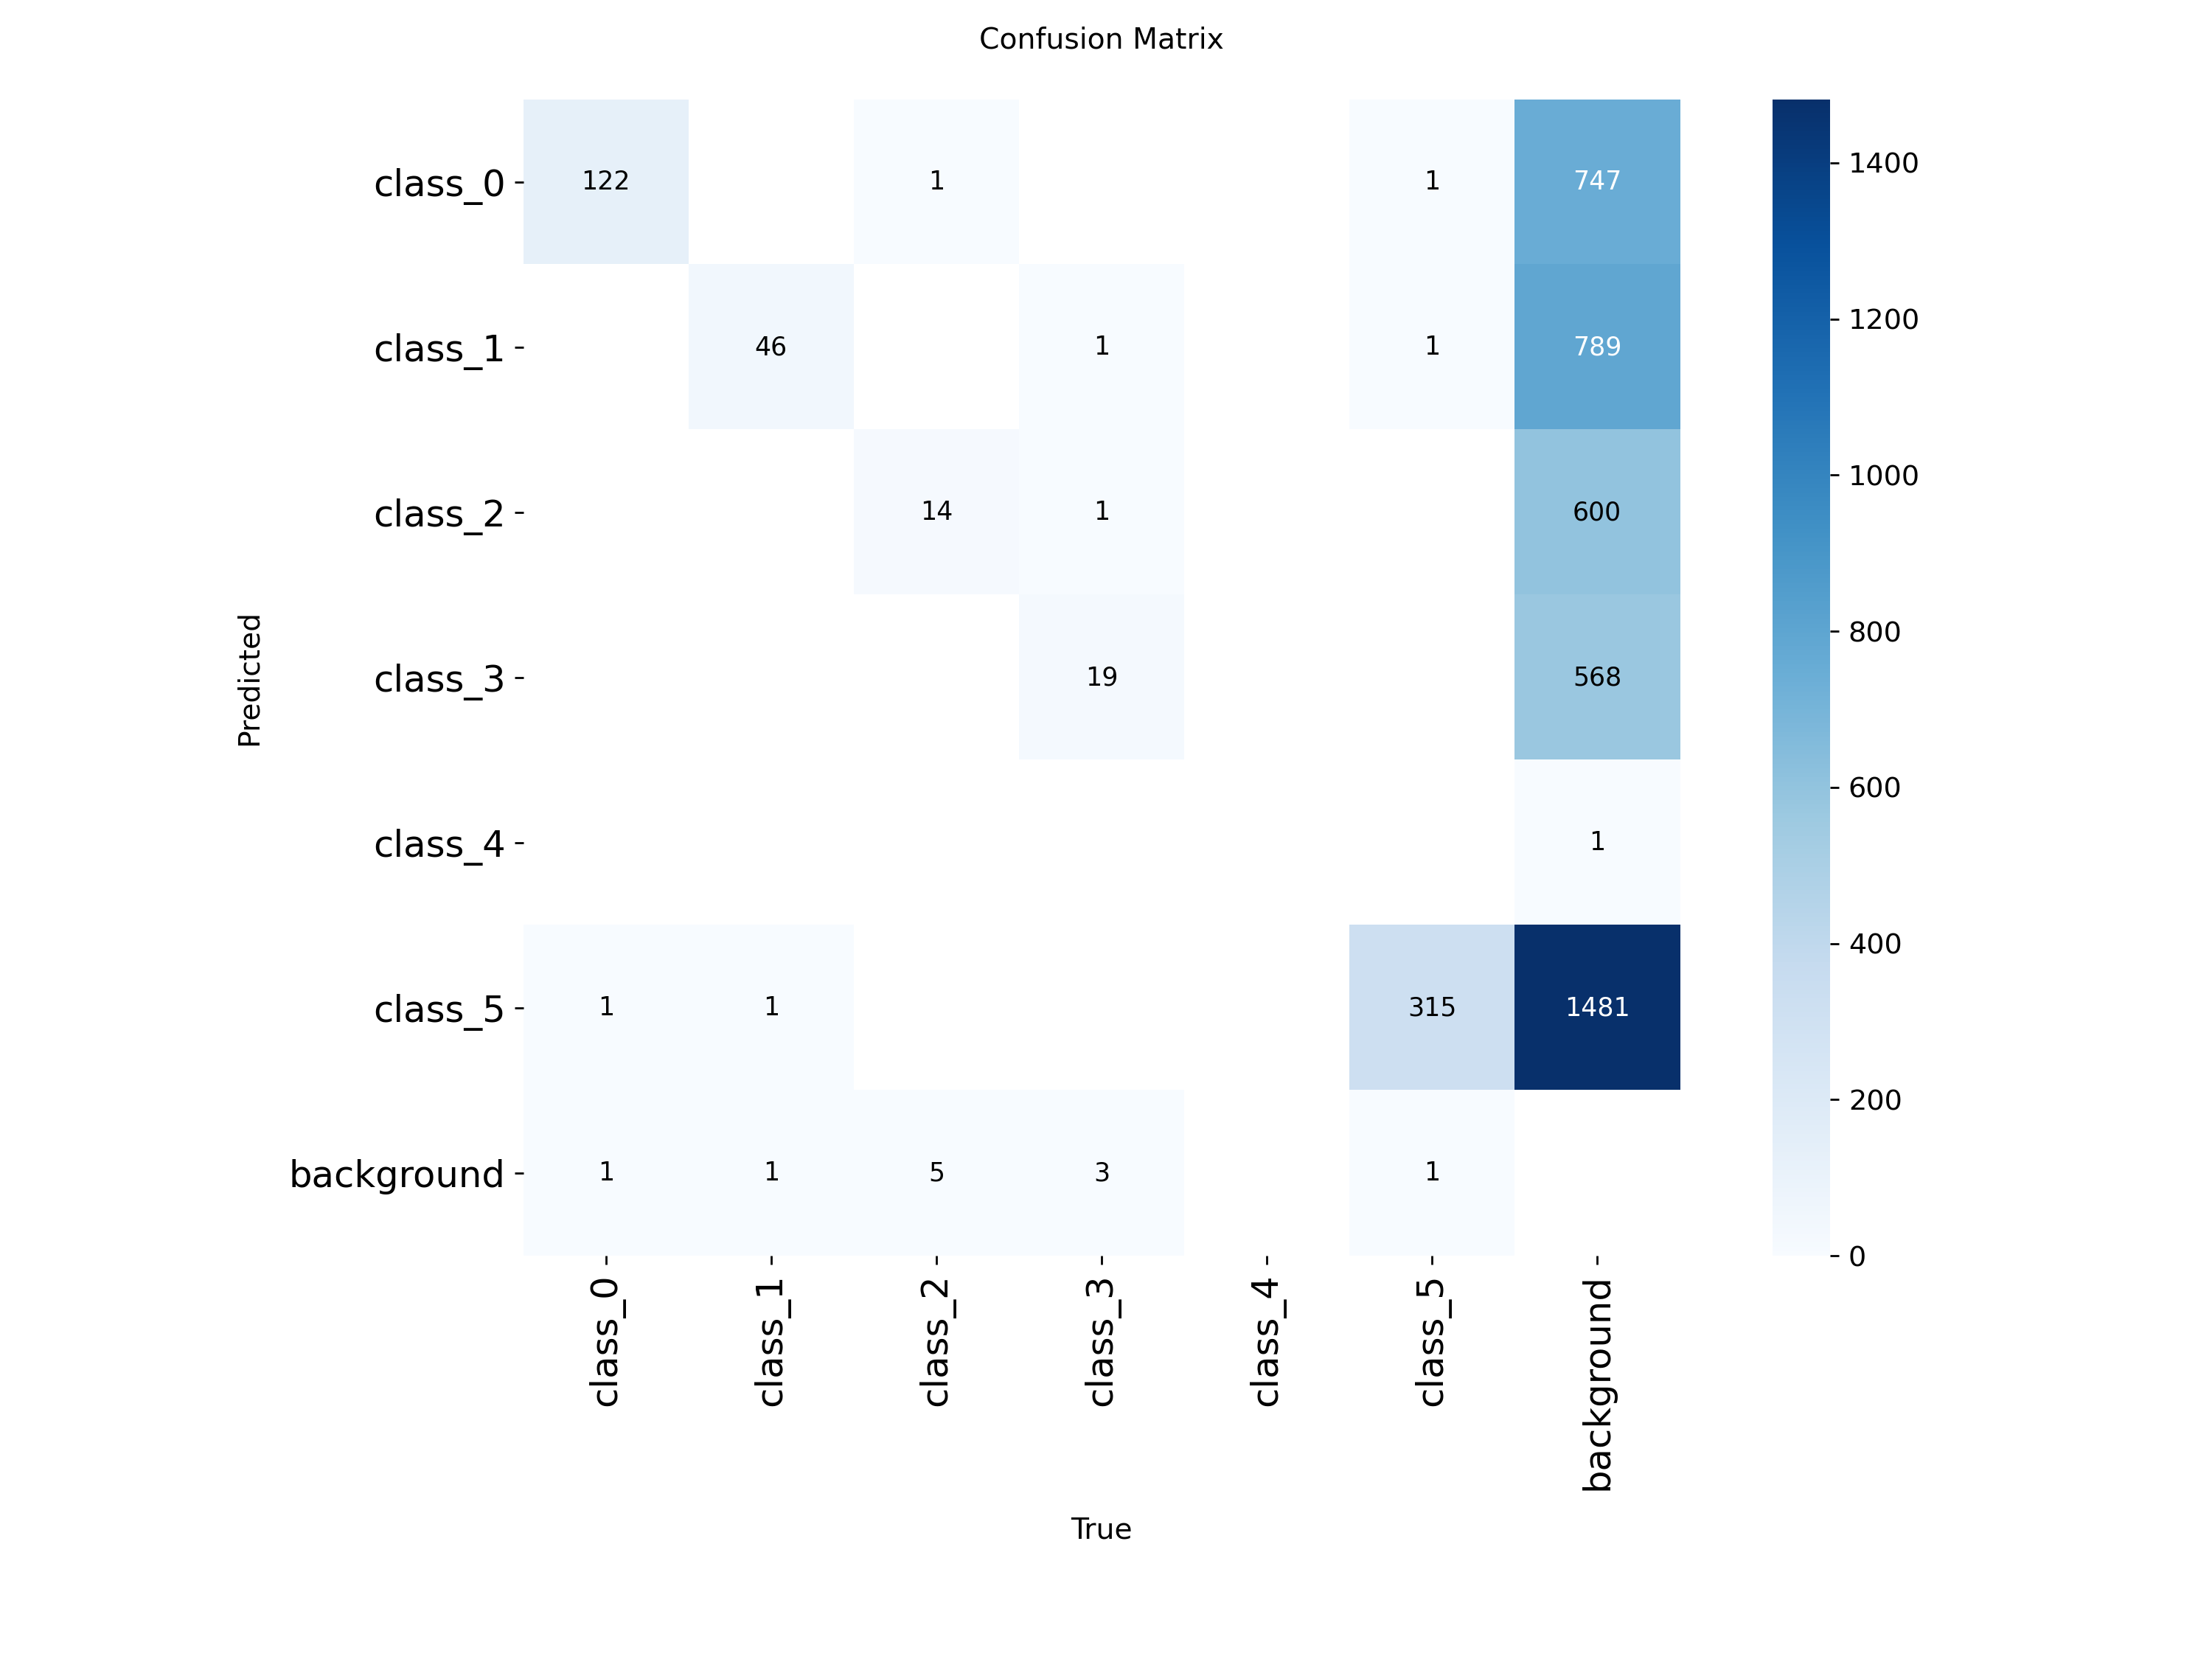 Confusion Matrix
class_0 122 1 1 747
class_1 46 1 1 789
class_2 14 1 600
class_3 19 568
class_4 1
class_5 1 1 315 1481
background 1 1 5 3 1
Predicted
class_0 class_1 class_2 class_3 class_4 class_5 background
True
1400
1200
1000
800
600
400
200
0